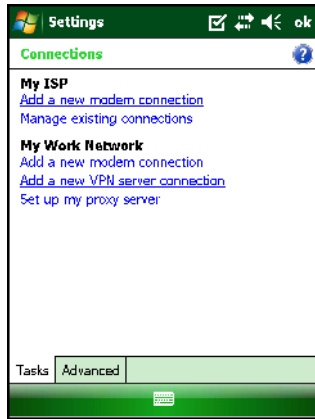 Settings
ok
Connections
?
My ISP
Add a new modem connection
Manage existing connections
My Work Network
Add a new modem connection
Add a new VPN server connection
Set up my proxy server
Tasks
Advanced